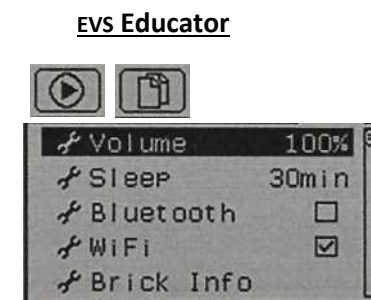 EVS Educator
Volume 100%
Sleep 30min
Bluetooth
WiFi
Brick Info